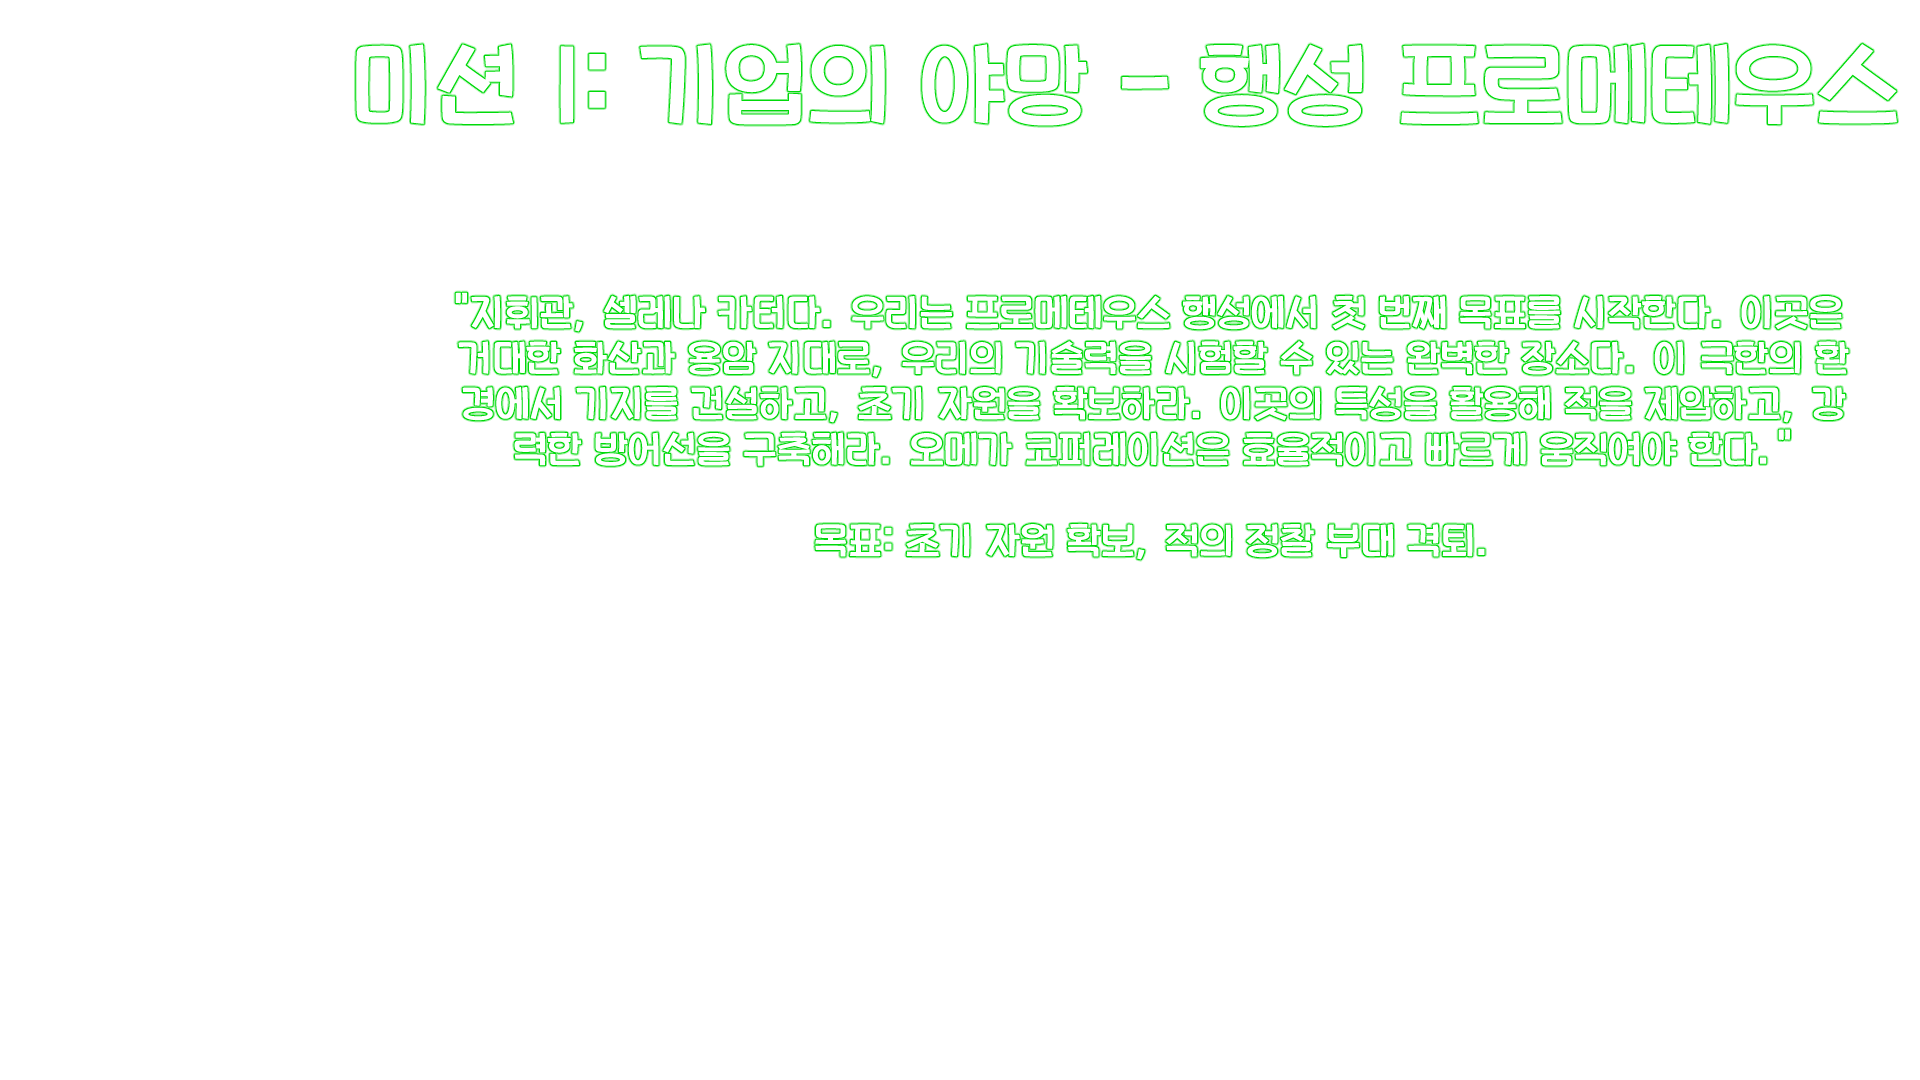 미션 1: 기업의 야망 - 행성 프로메테우스
"지휘관, 셀레나 카터다. 우리는 프로메테우스 행성에서 첫 번째 목표를 시작한다. 이곳은
거대한 화산과 용암 지대로, 우리의 기술력을 시험할 수 있는 완벽한 장소다. 이 극한의 환
경에서 기지를 건설하고, 초기 자원을 확보하라. 이곳의 특성을 활용해 적을 제압하고, 강
력한 방어선을 구축해라. 오메가 코퍼레이션은 효율적이고 빠르게 움직여야 한다."
목표: 초기 자원 확보, 적의 정찰 부대 격퇴.